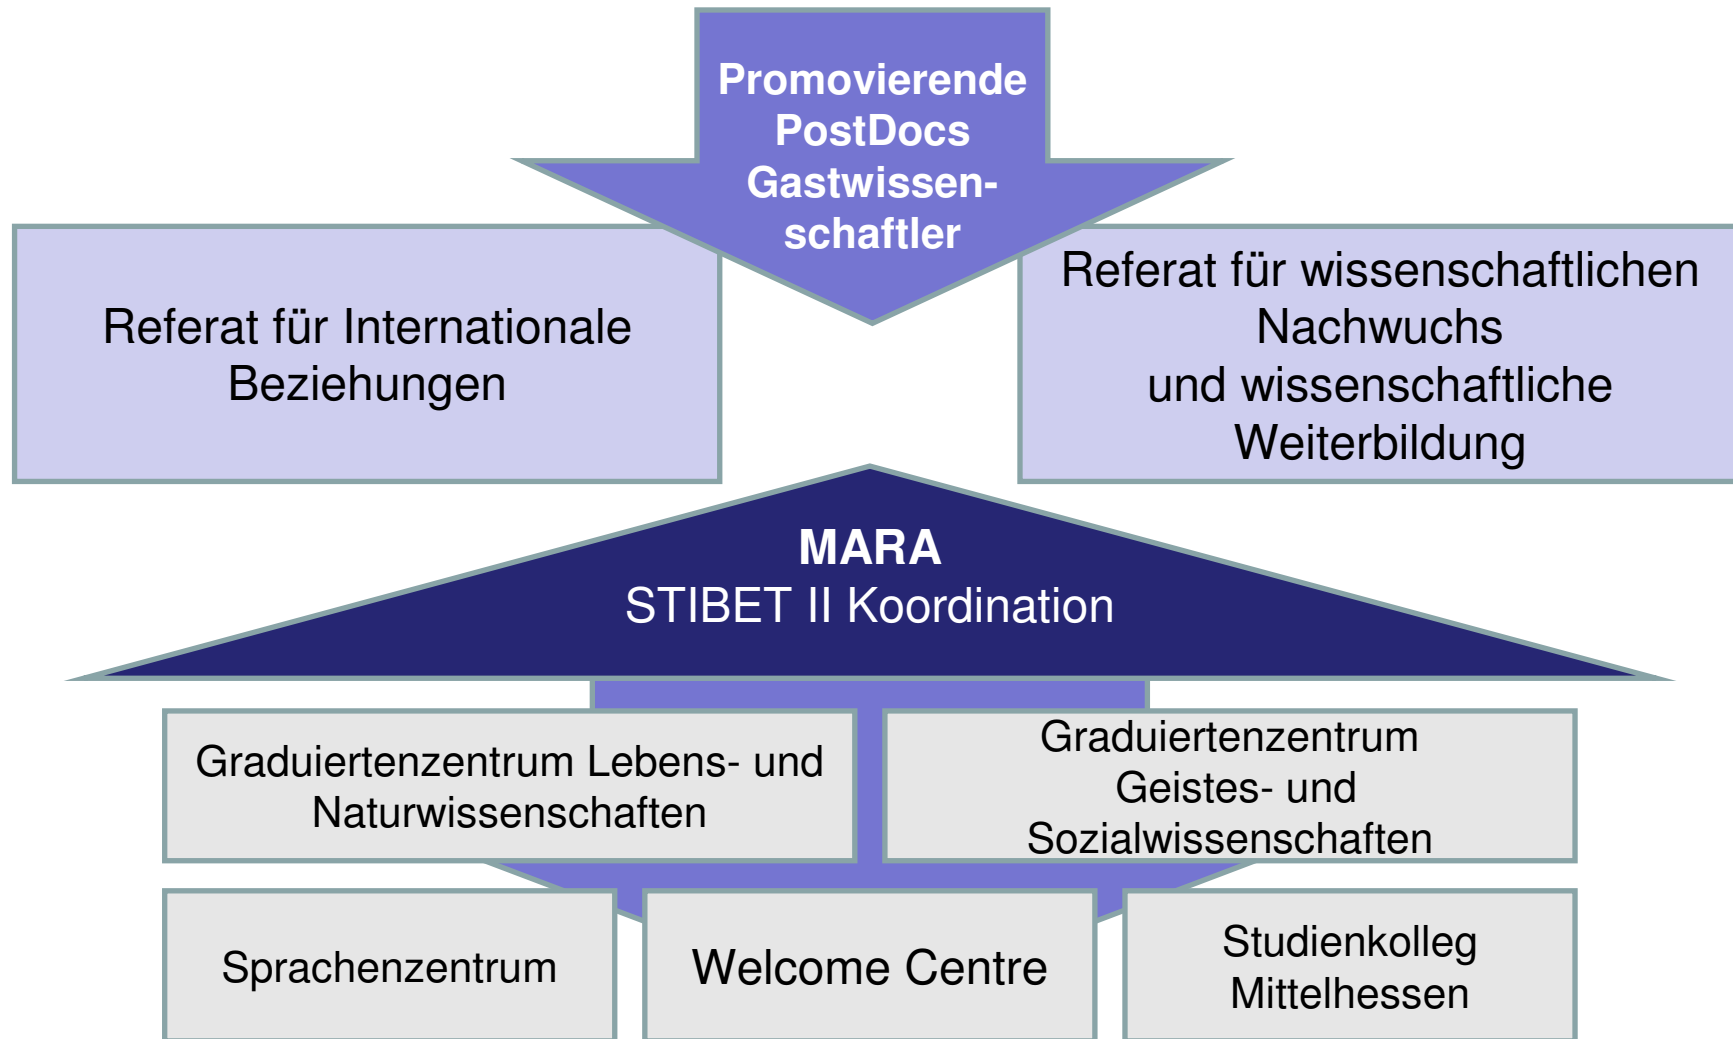 Promovierende
PostDocs
Gastwissen-
schaftler
Referat für Internationale
Beziehungen
Referat für wissenschaftlichen
Nachwuchs
und wissenschaftliche
Weiterbildung
MARA
STIBET II Koordination
Graduiertenzentrum Lebens- und
Naturwissenschaften
Graduiertenzentrum
Geistes- und
Sozialwissenschaften
Sprachenzentrum
Welcome Centre
Studienkolleg
Mittelhessen